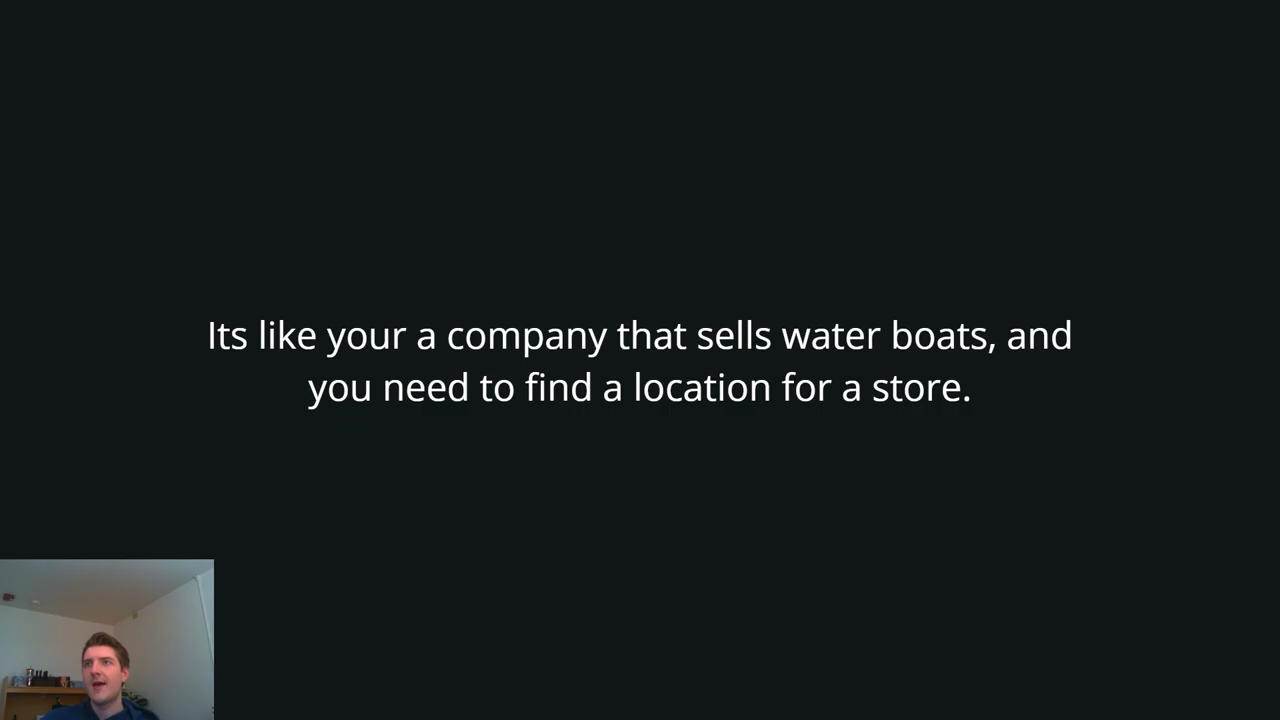 Its like your a company that sells water boats, and
you need to find a location for a store.